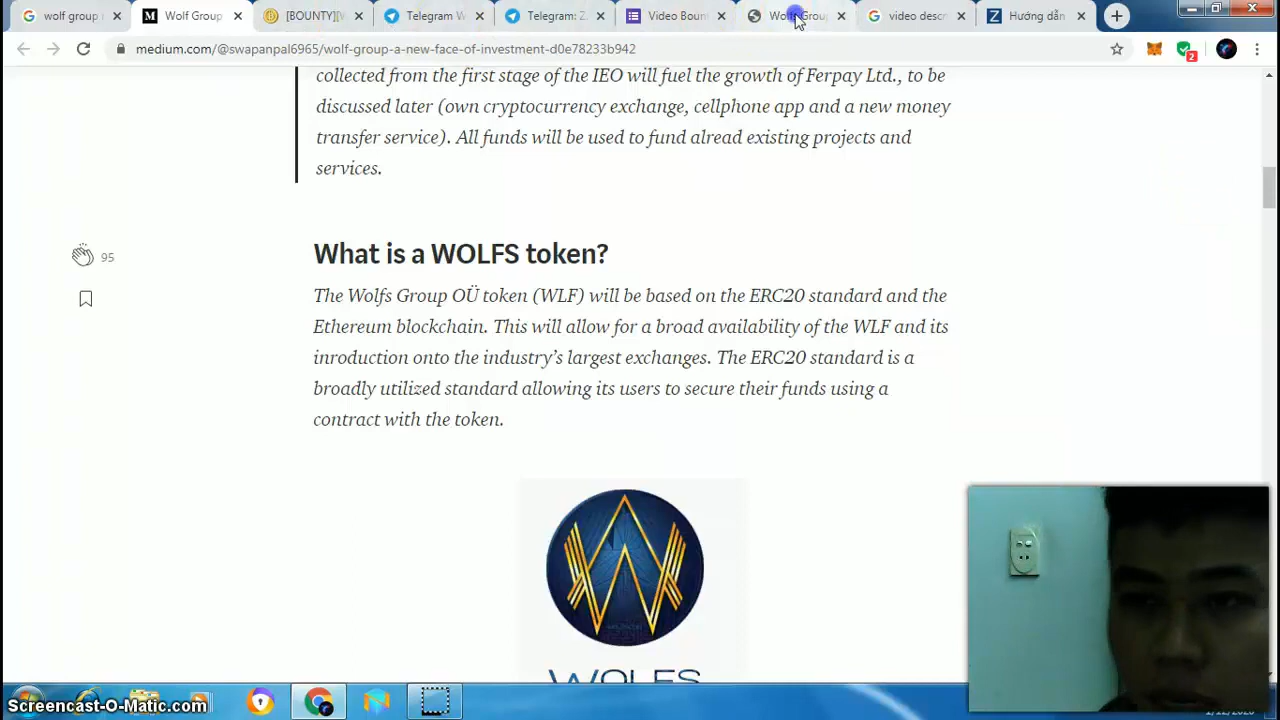 wolf group
Wolf Group
[BOUNTY][W
Telegram W
Telegram: Z
Video Boun
Wolfs Group
video descr
Hướng dẫn
medium.com/@swapanpal6965/wolf-group-a-new-face-of-investment-d0e78233b942
2
collected from the first stage of the IEO will fuel the growth of Ferpay Ltd., to be
discussed later (own cryptocurrency exchange, cellphone app and a new money
transfer service). All funds will be used to fund alread existing projects and
services.
95
What is a WOLFS token?
The Wolfs Group OÜ token (WLF) will be based on the ERC20 standard and the
Ethereum blockchain. This will allow for a broad availability of the WLF and its
inroduction onto the industry's largest exchanges. The ERC20 standard is a
broadly utilized standard allowing its users to secure their funds using a
contract with the token.
WOLFS
Screencast-O-Matic.com